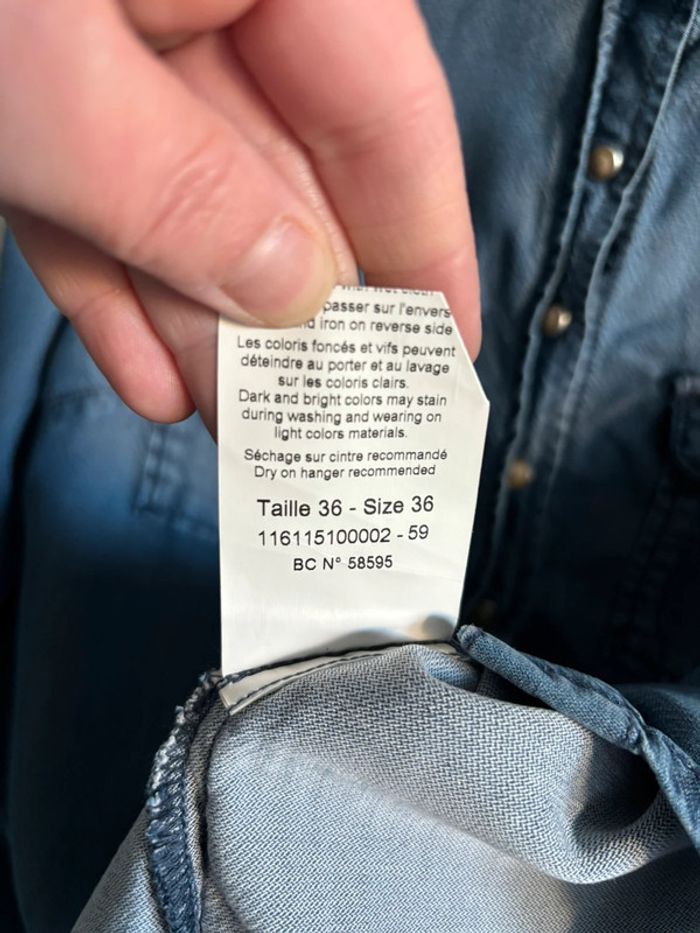 passer sur l'envers
iron on reverse side
Les coloris foncés et vifs peuvent
déteindre au porter et au lavage
sur les coloris clairs.
Dark and bright colors may stain
during washing and wearing on
light colors materials.
Séchage sur cintre recommandé
Dry on hanger recommended
Taille 36 - Size 36
116115100002 - 59
BC N° 58595